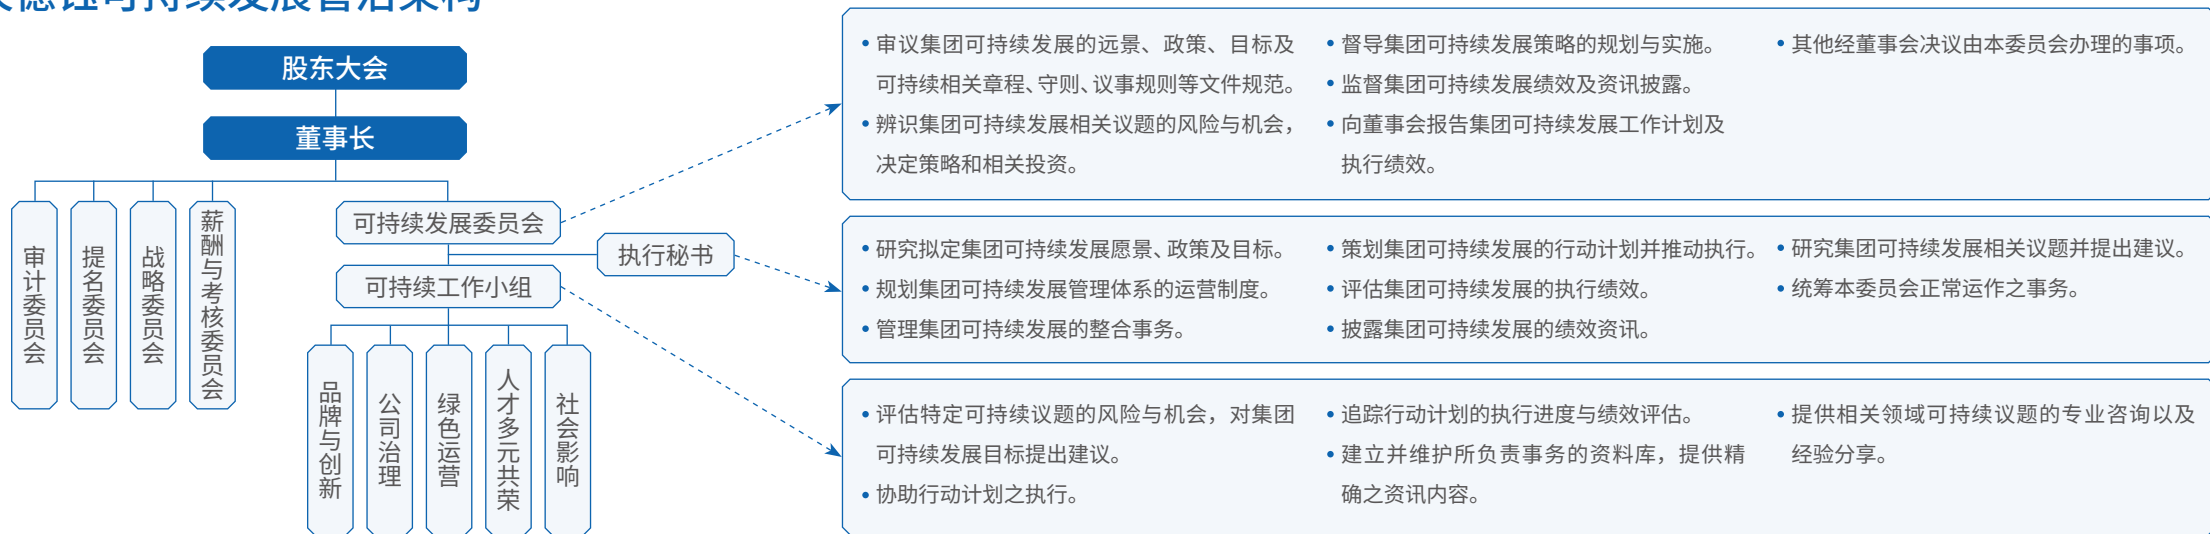 德钰可持续发展管治架构
股东大会
董事长
审计委员会
提名委员会
战略委员会
薪酬与考核委员会
可持续发展委员会
执行秘书
可持续工作小组
品牌与创新
公司治理
绿色运营
人才多元共荣
社会影响
• 审议集团可持续发展的远景、政策、目标及
可持续相关章程、守则、议事规则等文件规范。
• 辨识集团可持续发展相关议题的风险与机会，
决定策略和相关投资。
• 督导集团可持续发展策略的规划与实施。
• 监督集团可持续发展绩效及资讯披露。
• 向董事会报告集团可持续发展工作计划及
执行绩效。
• 其他经董事会决议由本委员会办理的事项。
• 研究拟定集团可持续发展愿景、政策及目标。
• 规划集团可持续发展管理体系的运营制度。
• 管理集团可持续发展的整合事务。
• 策划集团可持续发展的行动计划并推动执行。
• 评估集团可持续发展的执行绩效。
• 披露集团可持续发展的绩效资讯。
• 研究集团可持续发展相关议题并提出建议。
• 统筹本委员会正常运作之事务。
• 评估特定可持续议题的风险与机会，对集团
可持续发展目标提出建议。
• 协助行动计划之执行。
• 追踪行动计划的执行进度与绩效评估。
• 建立并维护所负责事务的资料库，提供精
确之资讯内容。
• 提供相关领域可持续议题的专业咨询以及
经验分享。